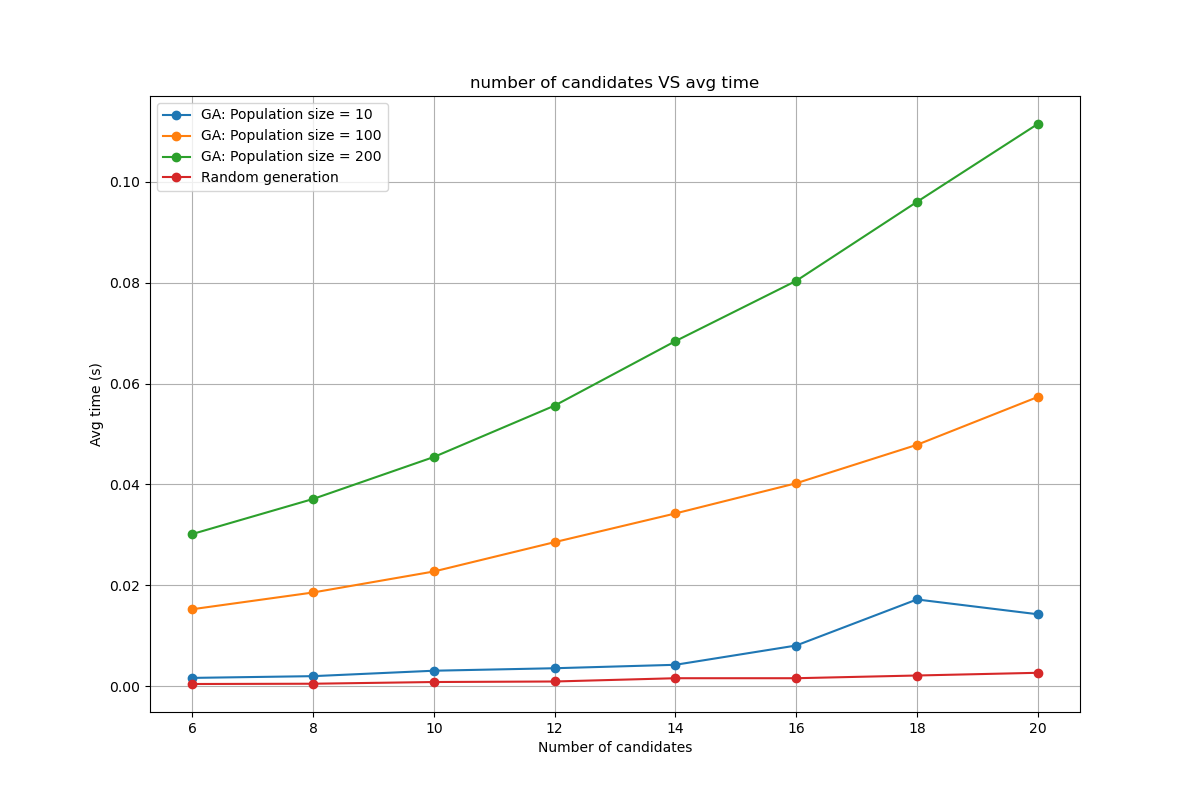 number of candidates VS avg time
GA: Population size = 10
GA: Population size = 100
GA: Population size = 200
Random generation
0.10
0.08
0.06
0.04
0.02
0.00
Avg time (s)
6 8 10 12 14 16 18 20
Number of candidates